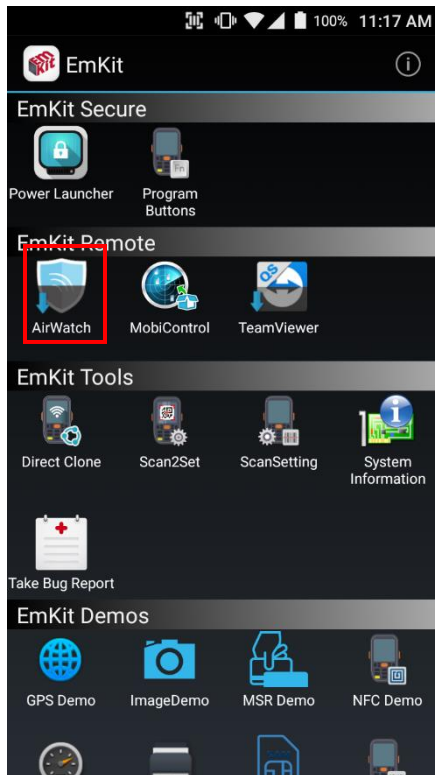 100% 11:17 AM
EmKit
EmKit Secure
Power Launcher
Program
Buttons
EmKit Remote
AirWatch
MobiControl
TeamViewer
EmKit Tools
Direct Clone
Scan2Set
ScanSetting
System
Information
Take Bug Report
EmKit Demos
GPS Demo
ImageDemo
MSR Demo
NFC Demo